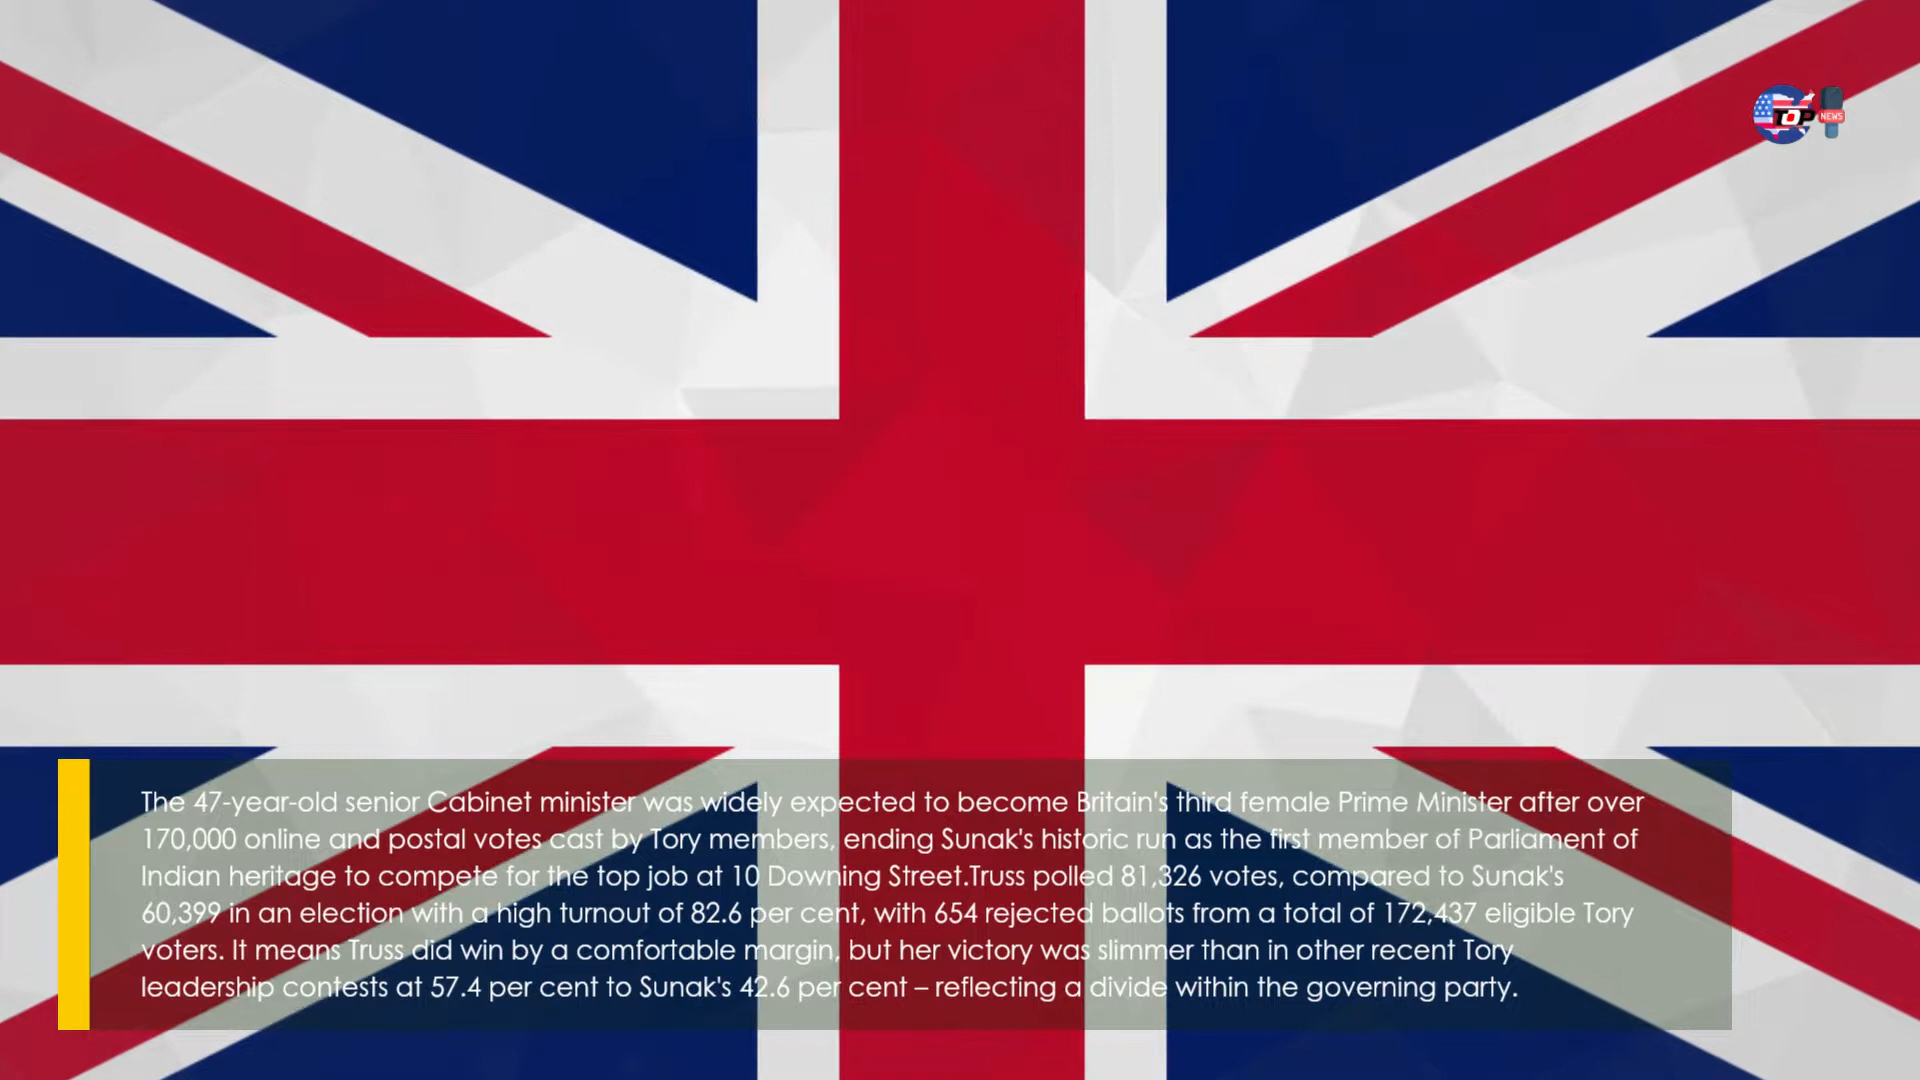 TOP
NEWS
The 47-year-old senior Cabinet minister was widely expected to become Britain's third female Prime Minister after over
170,000 online and postal votes cast by Tory members, ending Sunak's historic run as the first member of Parliament of
Indian heritage to compete for the top job at 10 Downing Street.Truss polled 81,326 votes, compared to Sunak's
60,399 in an election with a high turnout of 82.6 per cent, with 654 rejected ballots from a total of 172,437 eligible Tory
voters. It means Truss did win by a comfortable margin, but her victory was slimmer than in other recent Tory
leadership contests at 57.4 per cent to Sunak's 42.6 per cent – reflecting a divide within the governing party.